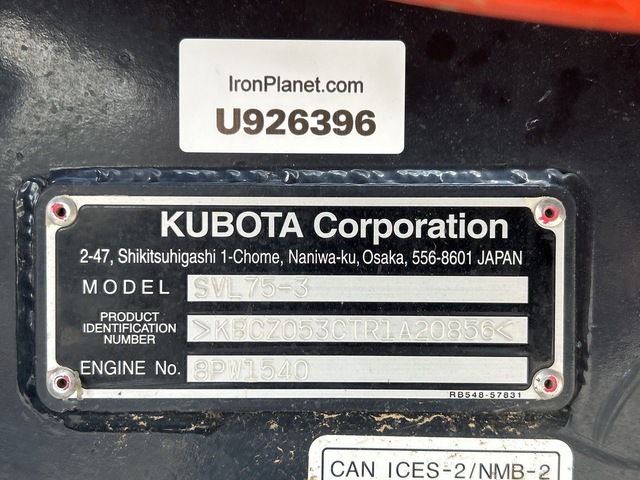 IronPlanet.com
U926396
KUBOTA Corporation
2-47, Shikitsuhigashi 1-Chome, Naniwa-ku, Osaka, 556-8601 JAPAN
MODEL SVL75-3
PRODUCT
IDENTIFICATION
NUMBER >KBCZ053CTR1A20856<
ENGINE No. 8PW1540
RB548-57831
CAN ICES-2/NMB-2